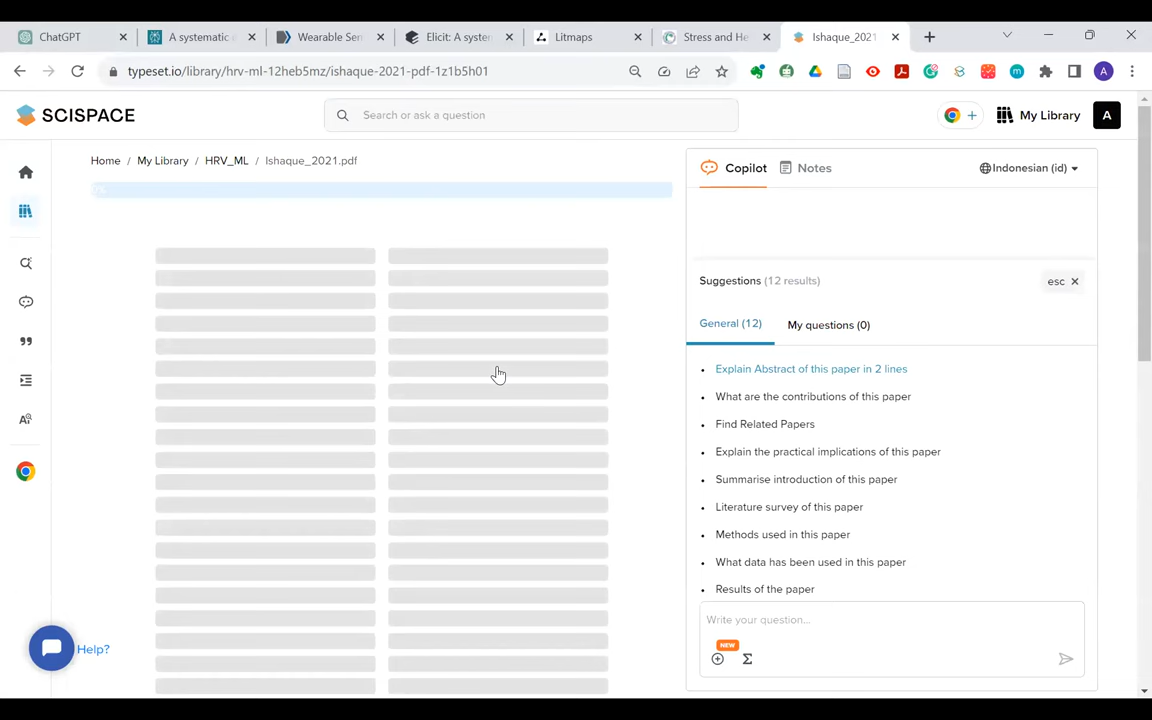 ChatGPT
A systematic
Wearable Sen
Elicit: A system
Litmaps
Stress and He
Ishaque_2021
typeset.io/library/hrv-ml-12heb5mz/ishaque-2021-pdf-1z1b5h01
A
SCISPACE
Search or ask a question
My Library
A
Home / My Library / HRV_ML / Ishaque_2021.pdf
Copilot
Notes
Indonesian (id)
Suggestions (12 results)
esc
General (12)
My questions (0)
Explain Abstract of this paper in 2 lines
What are the contributions of this paper
Find Related Papers
Explain the practical implications of this paper
Summarise introduction of this paper
Literature survey of this paper
Methods used in this paper
What data has been used in this paper
Results of the paper
Write your question...
NEW
Help?